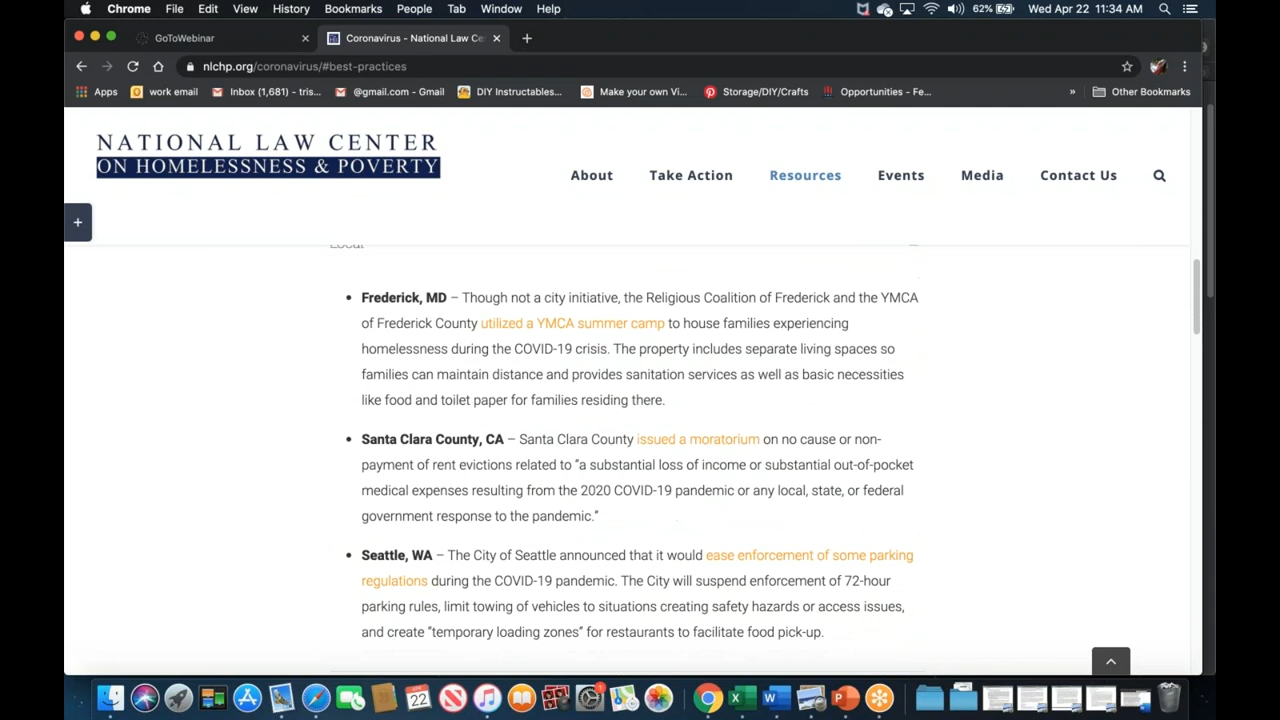 Chrome File Edit View History Bookmarks People Tab Window Help 62% Wed Apr 22 11:34 AM
GoToWebinar Coronavirus - National Law Ce
nlchp.org/coronavirus/#best-practices
Apps work email Inbox (1,681) - tris... @gmail.com - Gmail DIY Instructables... Make your own Vi... Storage/DIY/Crafts Opportunities - Fe... » Other Bookmarks
NATIONAL LAW CENTER
ON HOMELESSNESS & POVERTY
About Take Action Resources Events Media Contact Us
+
Local
• Frederick, MD – Though not a city initiative, the Religious Coalition of Frederick and the YMCA
of Frederick County utilized a YMCA summer camp to house families experiencing
homelessness during the COVID-19 crisis. The property includes separate living spaces so
families can maintain distance and provides sanitation services as well as basic necessities
like food and toilet paper for families residing there.
• Santa Clara County, CA – Santa Clara County issued a moratorium on no cause or non-
payment of rent evictions related to “a substantial loss of income or substantial out-of-pocket
medical expenses resulting from the 2020 COVID-19 pandemic or any local, state, or federal
government response to the pandemic.”
• Seattle, WA – The City of Seattle announced that it would ease enforcement of some parking
regulations during the COVID-19 pandemic. The City will suspend enforcement of 72-hour
parking rules, limit towing of vehicles to situations creating safety hazards or access issues,
and create “temporary loading zones” for restaurants to facilitate food pick-up.
22